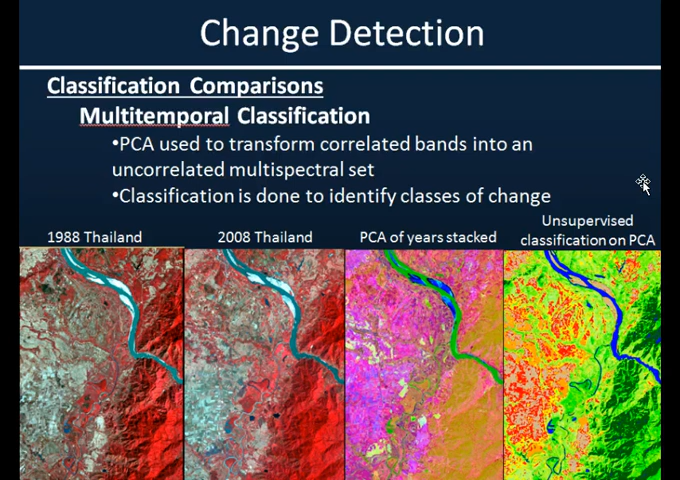 Change Detection
Classification Comparisons
Multitemporal Classification
•PCA used to transform correlated bands into an
uncorrelated multispectral set
•Classification is done to identify classes of change
1988 Thailand
2008 Thailand
PCA of years stacked
Unsupervised
classification on PCA